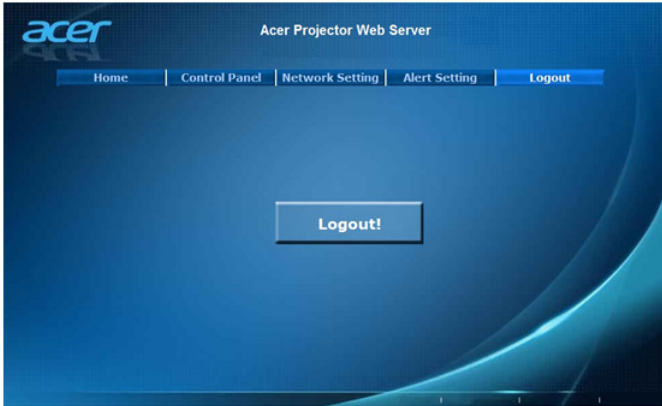 acer
Acer Projector Web Server
Home Control Panel Network Setting Alert Setting Logout
Logout!